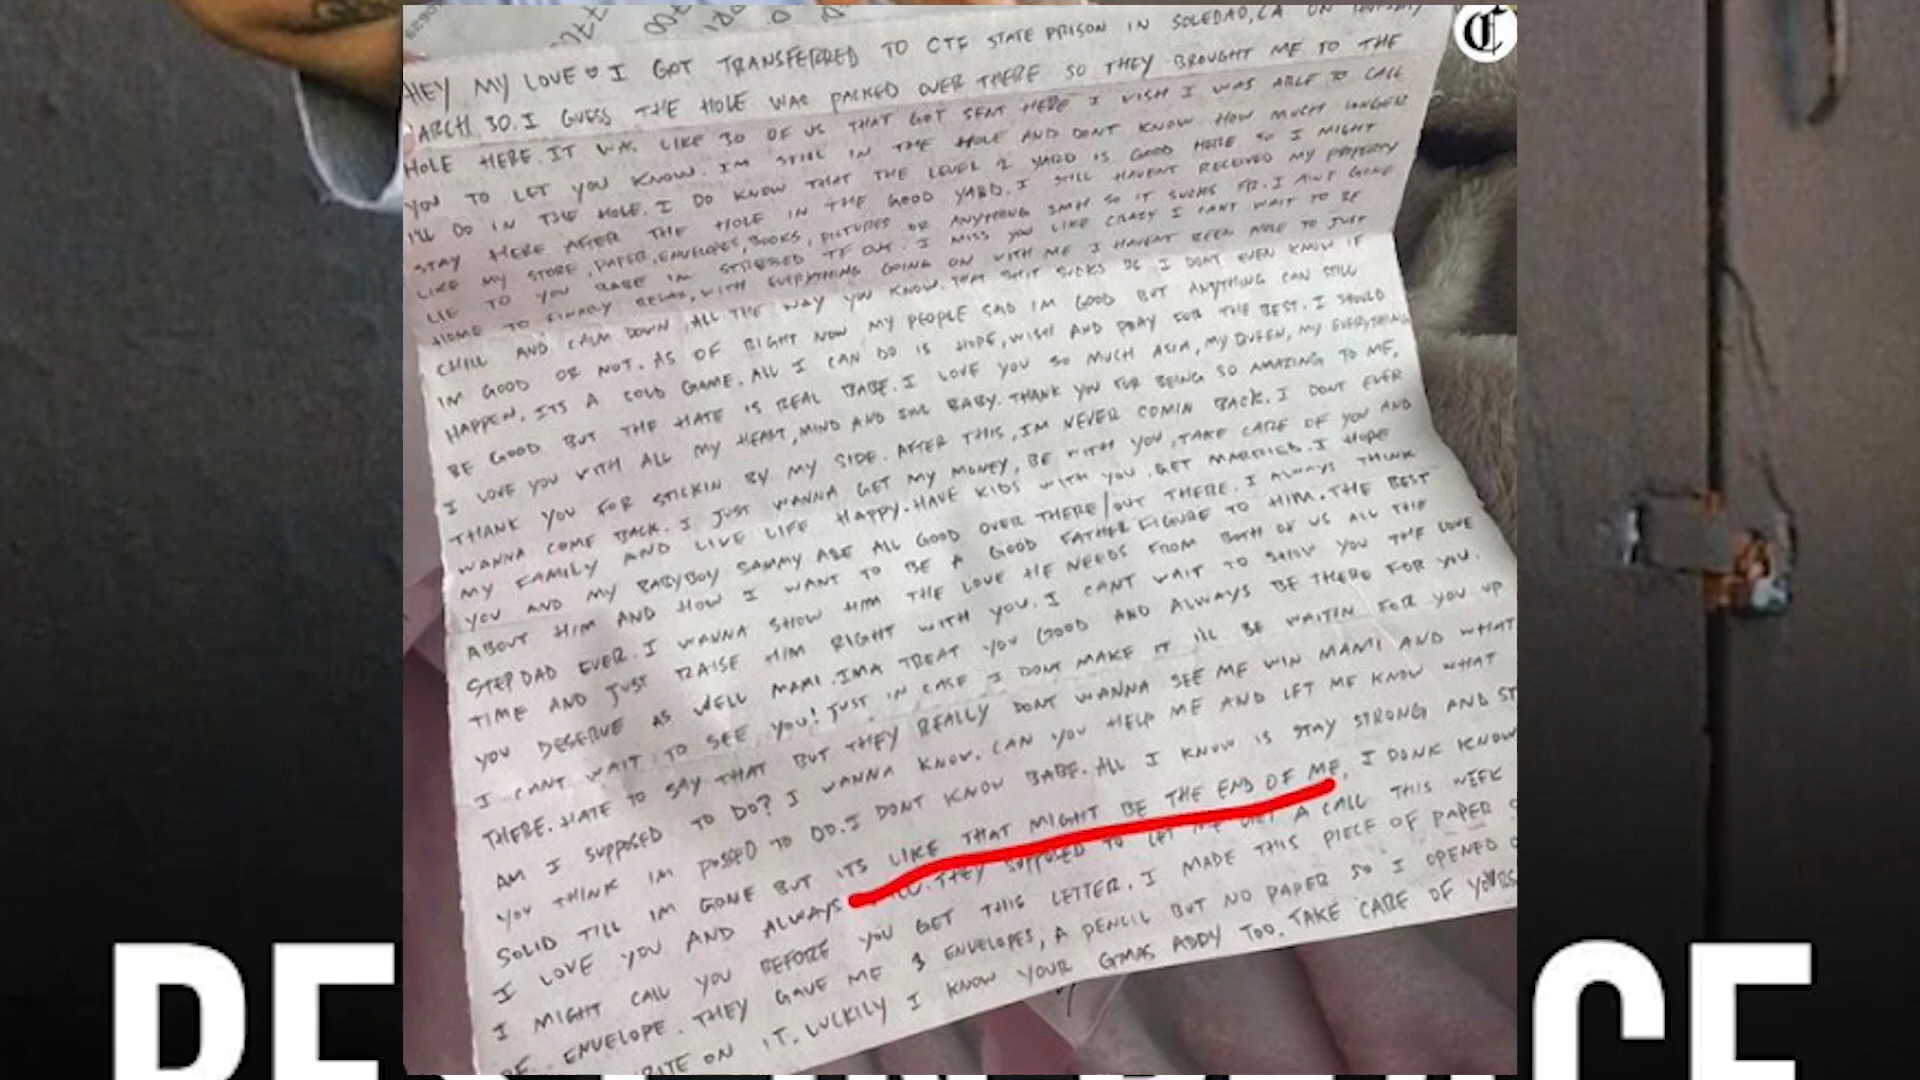 HEY MY LOVE ♡ I GOT TRANSFERRED TO CTF STATE PRISON IN SOLEDAD, CA ON
ARCH 30. I GUESS THE HOLE WAS PACKED OVER THERE SO THEY BROUGHT ME TO THE
HOLE HERE. IT WAS LIKE 30 OF US THAT GOT SENT HERE I WISH I WAS ABLE TO CALL
YOU TO LET YOU KNOW. IM STILL IN THE HOLE AND DONT KNOW HOW MUCH LONGER
I'LL DO IN THE HOLE. I DO KNOW THAT THE LEVEL 2 YARD IS GOOD HERE SO I MIGHT
STAY HERE AFTER THE HOLE IN THE GOOD YARD. I STILL HAVENT RECEIVED MY PROPERTY
LIKE MY STORE, PAPER, ENVELOPES, BOOKS, PICTURES OR ANYTHING SMH SO IT SUCKS FR. I AINT GONE
LIE TO YOU BABE IM STRESSED TF OUT. I MISS YOU LIKE CRAZY I CANT WAIT TO BE
HOME TO FINALLY RELAX, WITH EVERYTHING GOING ON WITH ME I HAVENT BEEN ABLE TO JUST
CHILL AND CALM DOWN ALL THE WAY YOU KNOW. THAT SHIT SUCKS BC I DONT EVEN KNOW IF
IM GOOD OR NOT. AS OF RIGHT NOW MY PEOPLE SAID IM GOOD BUT ANYTHING CAN STILL
HAPPEN. ITS A COLD GAME. ALL I CAN DO IS HOPE, WISH AND PRAY FOR THE BEST. I SHOULD
BE GOOD BUT THE HATE IS REAL BABE. I LOVE YOU SO MUCH ASIA, MY QUEEN, MY EVERYTHING
I LOVE YOU WITH ALL MY HEART, MIND AND SOUL BABY. THANK YOU FOR BEING SO AMAZING TO ME,
THANK YOU FOR STICKIN BY MY SIDE. AFTER THIS, IM NEVER COMIN BACK. I DONT EVER
WANNA COME BACK. I JUST WANNA GET MY MONEY, BE WITH YOU, TAKE CARE OF YOU AND
MY FAMILY AND LIVE LIFE HAPPY. HAVE KIDS WITH YOU. GET MARRIED. I HOPE
YOU AND MY BABYBOY SAMMY ARE ALL GOOD OVER THERE/OUT THERE. I ALWAYS THINK
ABOUT HIM AND HOW I WANT TO BE A GOOD FATHER FIGURE TO HIM. THE BEST
STEPDAD EVER. I WANNA SHOW HIM THE LOVE HE NEEDS FROM BOTH OF US ALL THE
TIME AND JUST RAISE HIM RIGHT WITH YOU. I CANT WAIT TO SHOW YOU THE LOVE
YOU DESERVE AS WELL MAMI. IMA TREAT YOU GOOD AND ALWAYS BE THERE FOR YOU.
I CANT WAIT TO SEE YOU! JUST IN CASE I DONT MAKE IT I'LL BE WAITIN FOR YOU UP
THERE. HATE TO SAY THAT BUT THEY REALLY DONT WANNA SEE ME WIN MAMI AND WHAT
AM I SUPPOSED TO DO? I WANNA KNOW. CAN YOU HELP ME AND LET ME KNOW WHAT
YOU THINK IM POSSED TO DO. I DONT KNOW BABE. ALL I KNOW IS STAY STRONG AND ST
SOLID TILL IM GONE BUT ITS LIKE THAT MIGHT BE THE END OF ME. I DONK KNOW
I LOVE YOU AND ALWAYS THEY SUPPOSED TO LET ME GET A CALL THIS WEEK
I MIGHT CALL YOU BEFORE YOU GET THIS LETTER. I MADE THIS PIECE OF PAPER
ENVELOPE. THEY GAVE ME 3 ENVELOPES, A PENCIL BUT NO PAPER SO I OPENED
RITE ON IT. LUCKILY I KNOW YOUR GMAS ADDY TOO. TAKE CARE OF